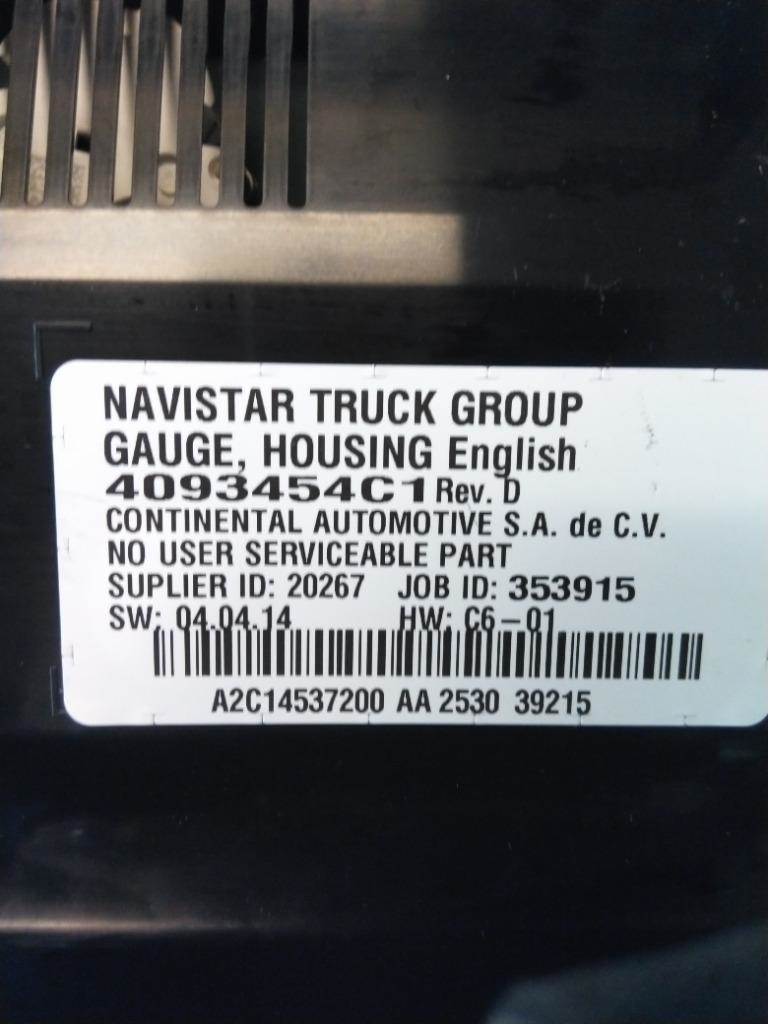 NAVISTAR TRUCK GROUP
GAUGE, HOUSING English
4093454C1 Rev. D
CONTINENTAL AUTOMOTIVE S.A. de C.V.
NO USER SERVICEABLE PART
SUPLIER ID: 20267 JOB ID: 353915
SW: 04.04.14 HW: C6-01
A2C14537200 AA 2530 39215